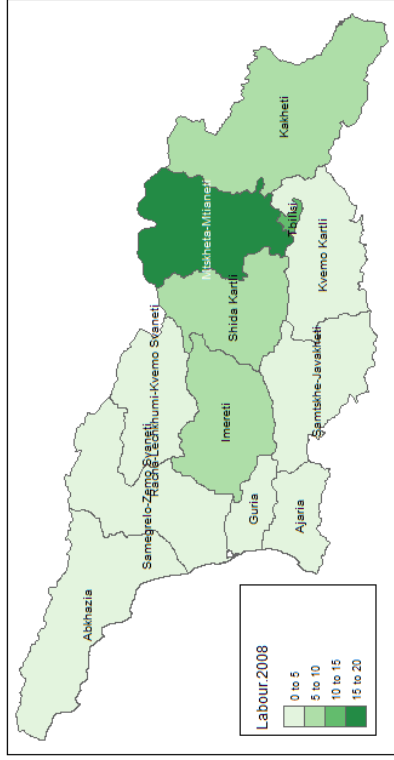 Abkhazia
Samegrelo-Zemo Svaneti
Racha-Lechkhumi-Kvemo Svaneti
Guria
Ajaria
Imereti
Samtskhe-Javakheti
Shida Kartli
Mtskheta-Mtianeti
Kvemo Kartli
Tbilisi
Kakheti
Labour.2008
0 to 5
5 to 10
10 to 15
15 to 20